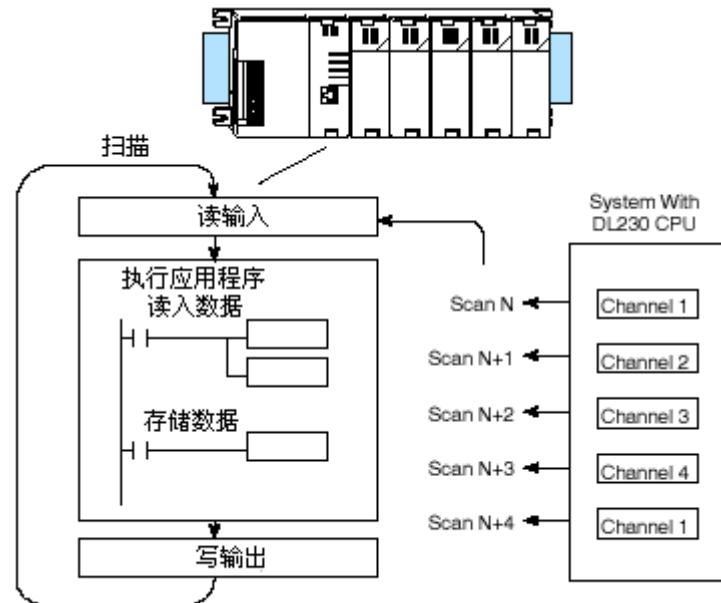 扫描
读输入
执行应用程序
读入数据
存储数据
写输出
System With
DL230 CPU
Scan N
Channel 1
Scan N+1
Channel 2
Scan N+2
Channel 3
Scan N+3
Channel 4
Scan N+4
Channel 1